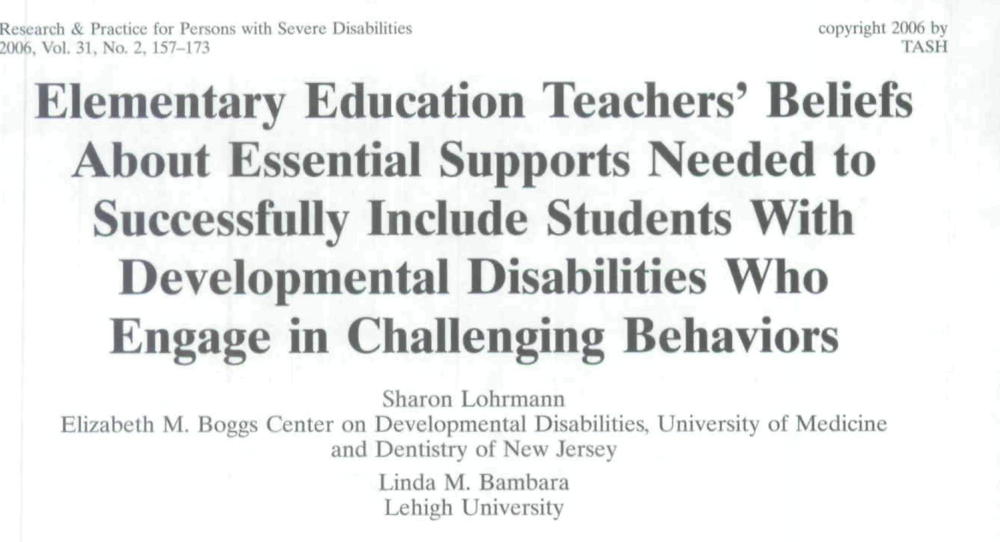 Research & Practice for Persons with Severe Disabilities
2006, Vol. 31, No. 2, 157–173
copyright 2006 by
TASH
Elementary Education Teachers’ Beliefs
About Essential Supports Needed to
Successfully Include Students With
Developmental Disabilities Who
Engage in Challenging Behaviors
Sharon Lohrmann
Elizabeth M. Boggs Center on Developmental Disabilities, University of Medicine
and Dentistry of New Jersey
Linda M. Bambara
Lehigh University